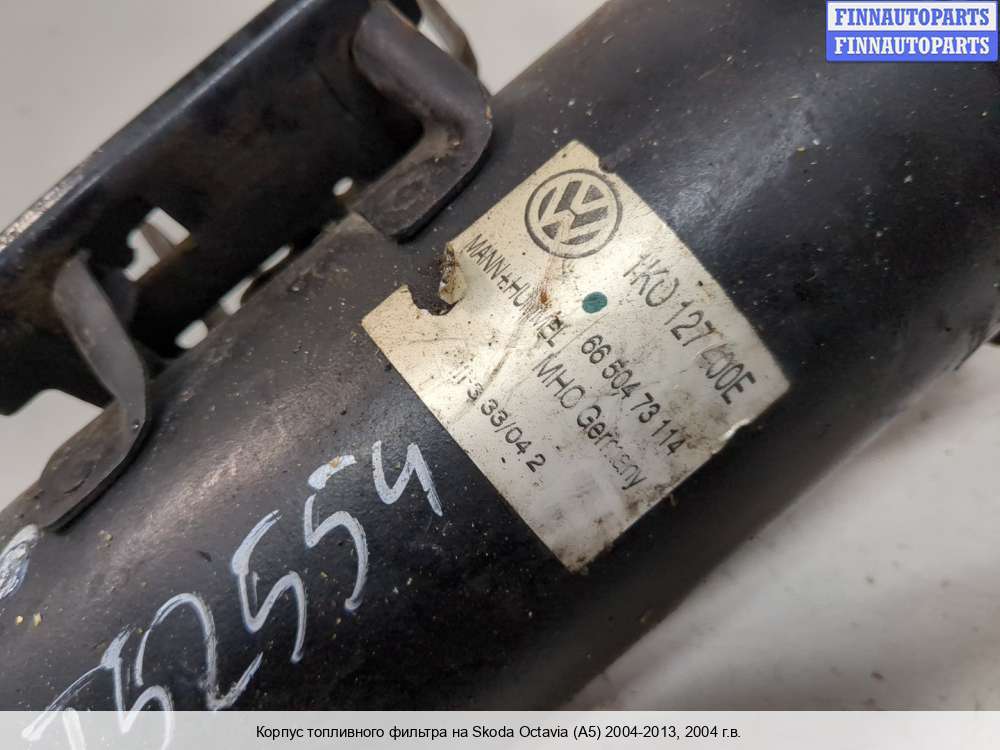 FINNAUTOPARTS
FINNAUTOPARTS
1K0 127 400E
MANN+HUMMEL 66 504 73 114
MHO Germany
33/04 2
75254
Корпус топливного фильтра на Skoda Octavia (A5) 2004-2013, 2004 г.в.